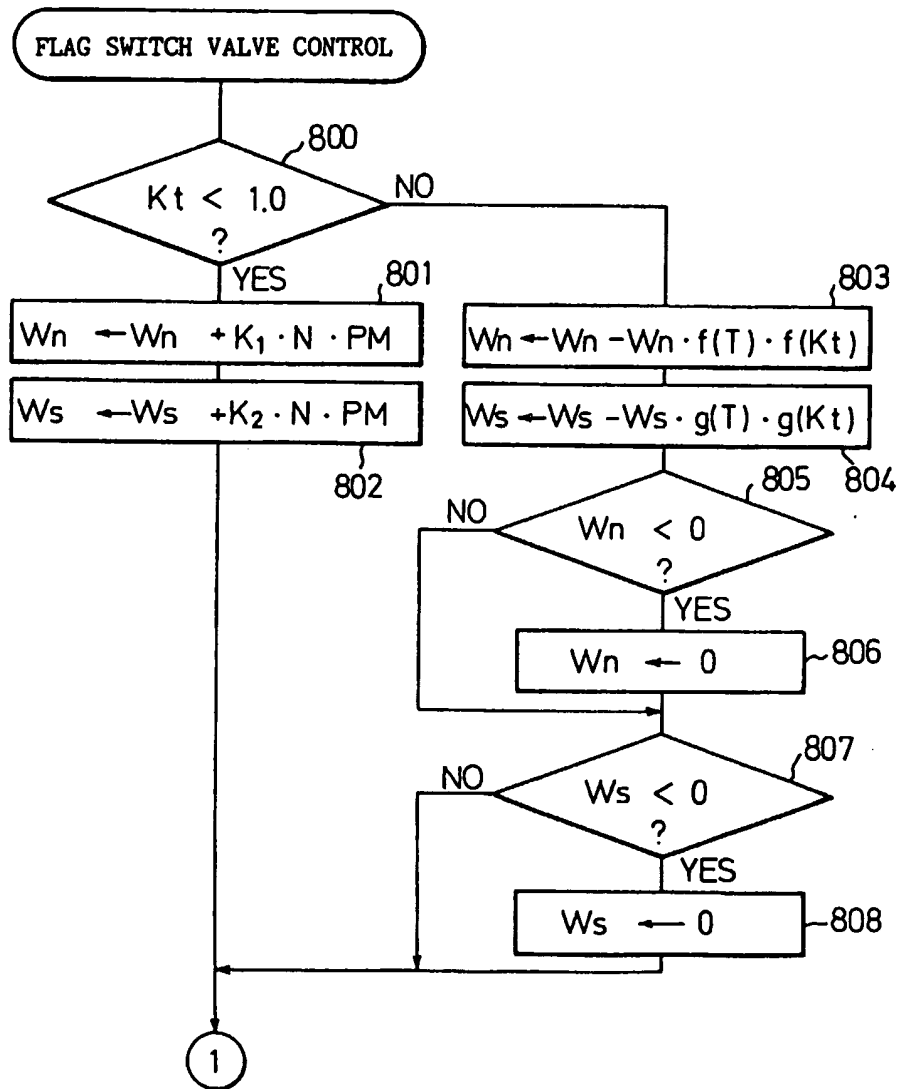 FLAG SWITCH VALVE CONTROL
800
Kt < 1.0
?
NO
YES
801
Wn ← Wn + K₁ · N · PM
Ws ← Ws + K₂ · N · PM
802
803
Wn ← Wn − Wn · f(T) · f(Kt)
Ws ← Ws − Ws · g(T) · g(Kt)
804
805
NO
Wn < 0
?
YES
Wn ← 0
806
807
NO
Ws < 0
?
YES
Ws ← 0
808
1